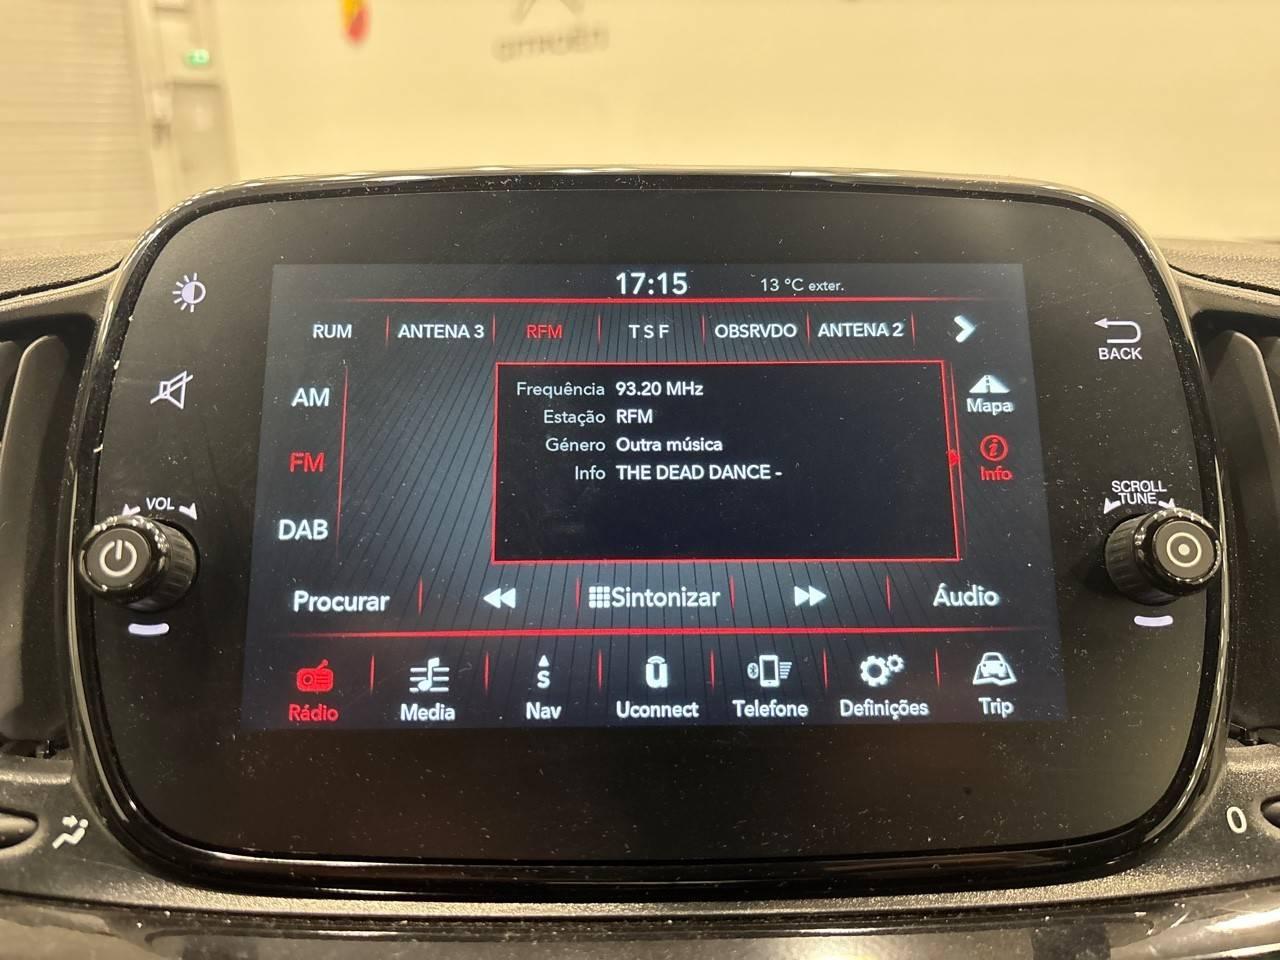 CITROËN
17:15 13 °C exter.
RUM ANTENA 3 RFM T S F OBSRVDO ANTENA 2
BACK
AM
FM
DAB
Frequência 93.20 MHz
Estação RFM
Género Outra música
Info THE DEAD DANCE -
Mapa
Info
VOL
SCROLL
TUNE
Procurar Sintonizar Áudio
Rádio Media Nav Uconnect Telefone Definições Trip
S
ū
0